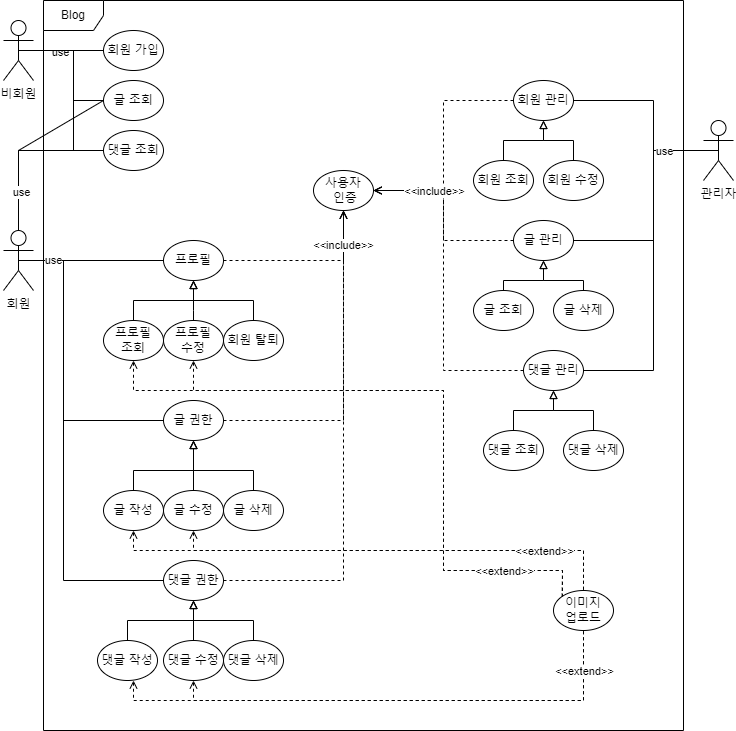 Blog
비회원
use
회원 가입
글 조회
댓글 조회
use
회원
use
사용자
인증
<<include>>
<<include>>
회원 관리
회원 조회
회원 수정
use
관리자
글 관리
글 조회
글 삭제
댓글 관리
댓글 조회
댓글 삭제
프로필
프로필
조회
프로필
수정
회원 탈퇴
글 권한
글 작성
글 수정
글 삭제
댓글 권한
댓글 작성
댓글 수정
댓글 삭제
<<extend>>
<<extend>>
이미지
업로드
<<extend>>